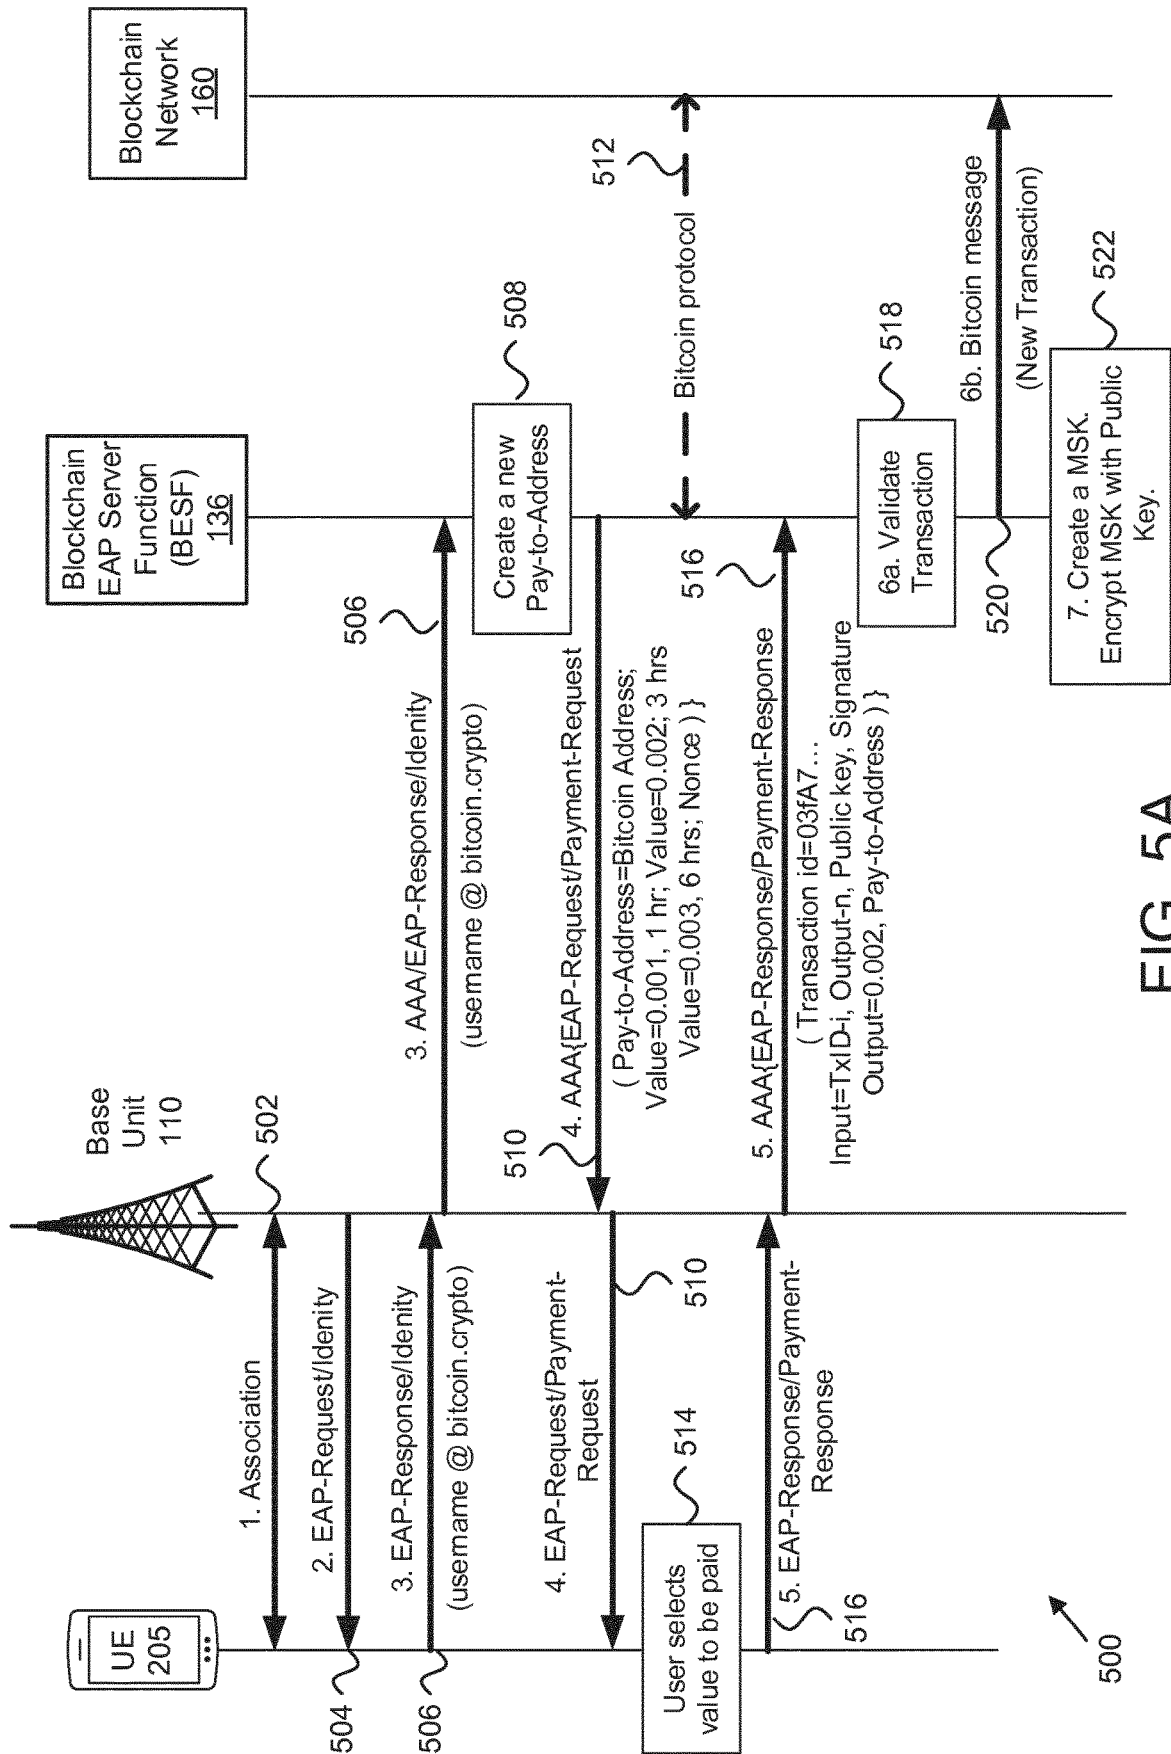 UE
205
Base
Unit
110
Blockchain
EAP Server
Function
(BESF)
136
Blockchain
Network
160
1. Association
502
2. EAP-Request/Idenity
504
3. EAP-Response/Idenity
(username @ bitcoin.crypto)
506
3. AAA/EAP-Response/Idenity
(username @ bitcoin.crypto)
506
Create a new
Pay-to-Address
508
4. AAA{EAP-Request/Payment-Request
( Pay-to-Address=Bitcoin Address;
Value=0.001, 1 hr; Value=0.002; 3 hrs
Value=0.003, 6 hrs; Nonce ) }
510
4. EAP-Request/Payment-
Request
510
Bitcoin protocol
512
User selects
value to be paid
514
5. EAP-Response/Payment-
Response
516
5. AAA{EAP-Response/Payment-Response
( Transaction id=03fA7...
Input=TxID-i, Output-n, Public key, Signature
Output=0.002, Pay-to-Address ) }
516
6a. Validate
Transaction
518
6b. Bitcoin message
(New Transaction)
520
7. Create a MSK.
Encrypt MSK with Public
Key.
522
500
FIG. 5A